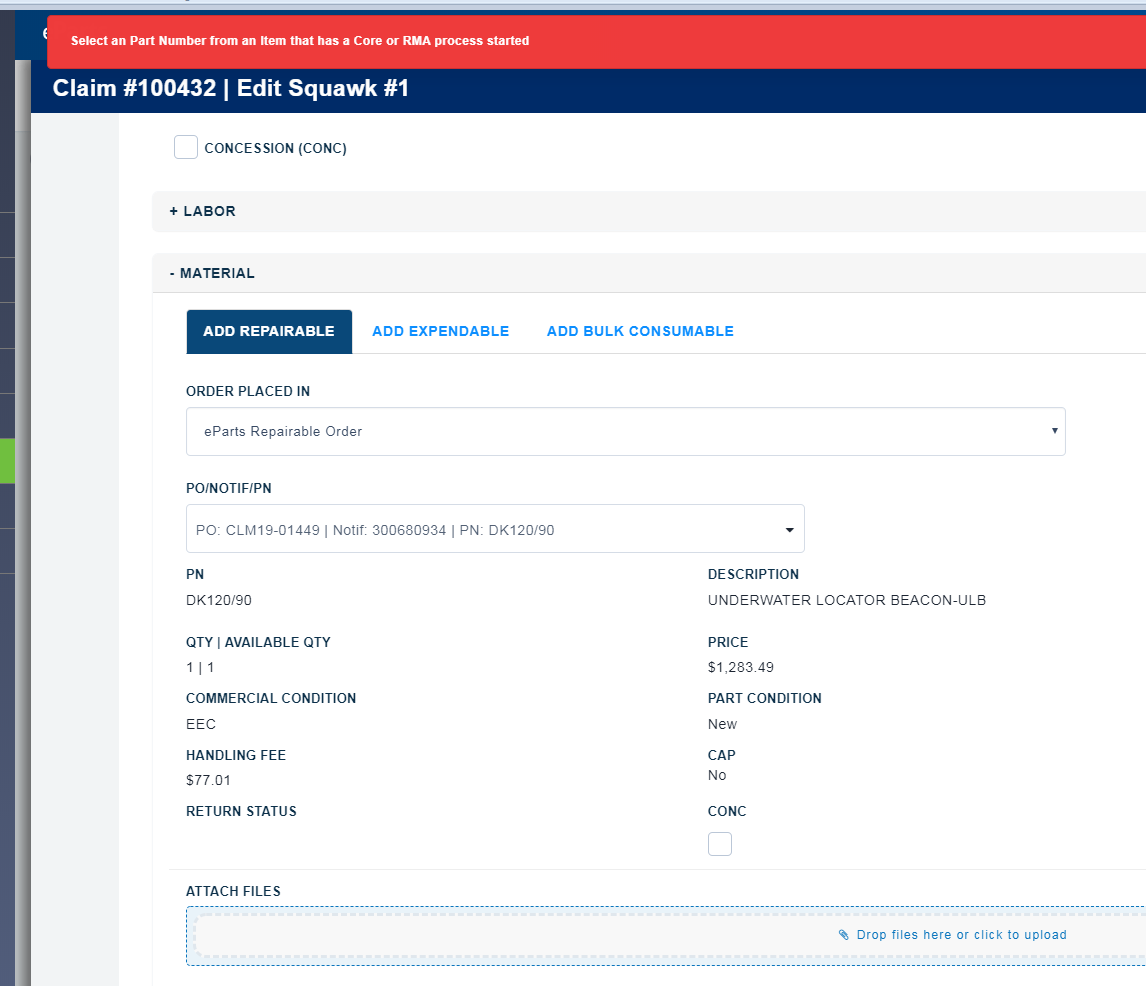 Select an Part Number from an Item that has a Core or RMA process started
Claim #100432 | Edit Squawk #1
CONCESSION (CONC)
+ LABOR
- MATERIAL
ADD REPAIRABLE ADD EXPENDABLE ADD BULK CONSUMABLE
ORDER PLACED IN
eParts Repairable Order
PO/NOTIF/PN
PO: CLM19-01449 | Notif: 300680934 | PN: DK120/90
PN DESCRIPTION
DK120/90 UNDERWATER LOCATOR BEACON-ULB
QTY | AVAILABLE QTY PRICE
1 | 1 $1,283.49
COMMERCIAL CONDITION PART CONDITION
EEC New
HANDLING FEE CAP
$77.01 No
RETURN STATUS CONC
ATTACH FILES
Drop files here or click to upload